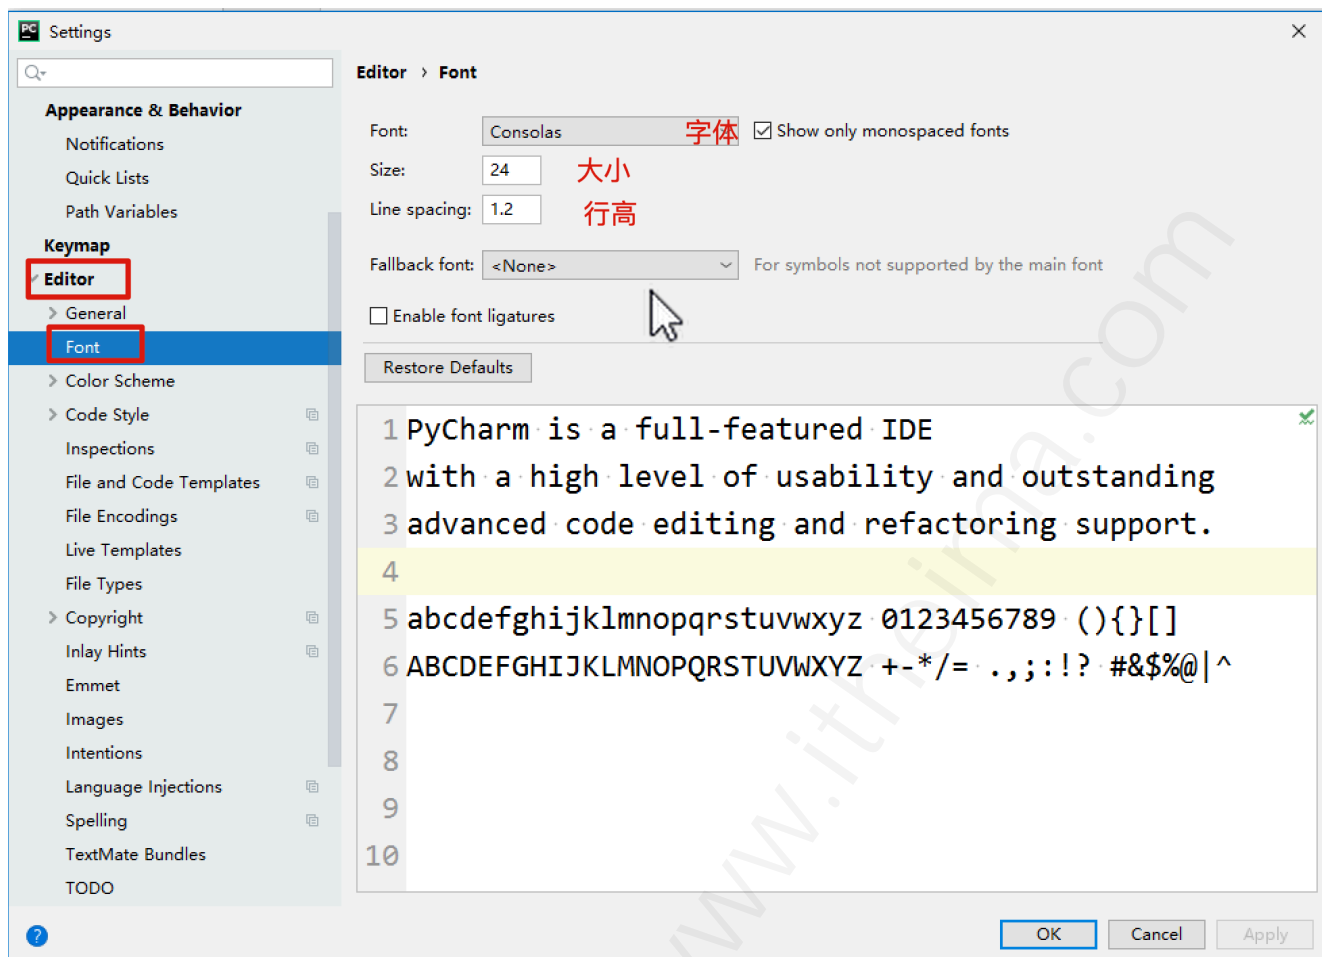 PC Settings
Appearance & Behavior
Notifications
Quick Lists
Path Variables
Keymap
Editor
General
Font
Color Scheme
Code Style
Inspections
File and Code Templates
File Encodings
Live Templates
File Types
Copyright
Inlay Hints
Emmet
Images
Intentions
Language Injections
Spelling
TextMate Bundles
TODO
Editor › Font
Font: Consolas 字体 Show only monospaced fonts
Size: 24 大小
Line spacing: 1.2 行高
Fallback font: <None> For symbols not supported by the main font
Enable font ligatures
Restore Defaults
1 PyCharm is a full-featured IDE
2 with a high level of usability and outstanding
3 advanced code editing and refactoring support.
4
5 abcdefghijklmnopqrstuvwxyz 0123456789 (){}[]
6 ABCDEFGHIJKLMNOPQRSTUVWXYZ +-*/= .,;:!? #&$%@|^
7
8
9
10
www.itheima.com
? OK Cancel Apply